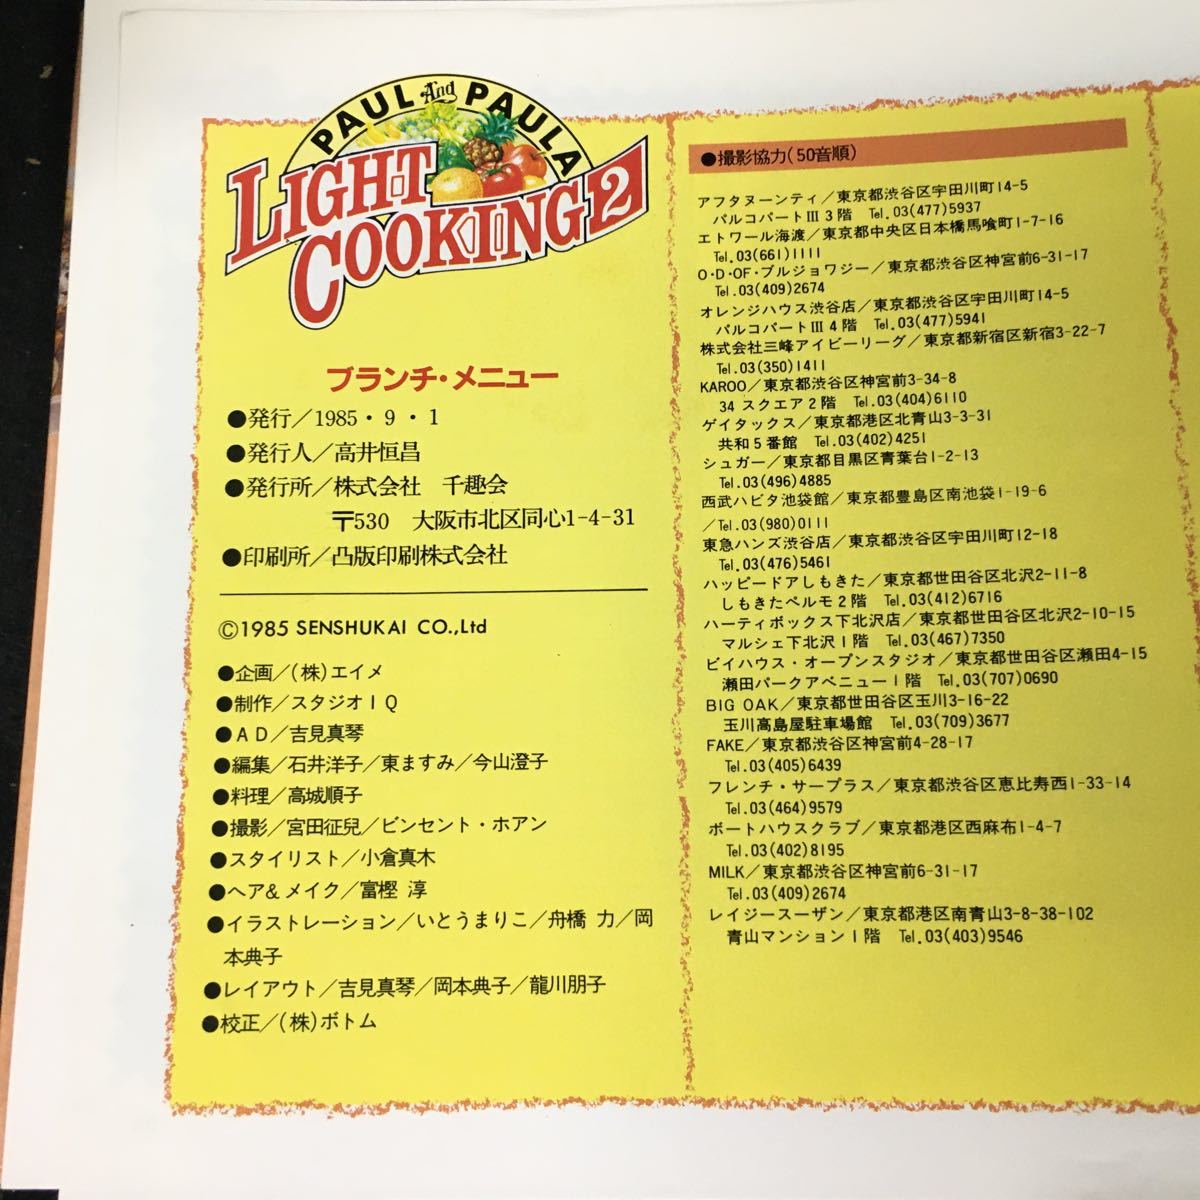 PAUL And PAULA
LIGHT
COOKING 2
ブランチ・メニュー
●発行／1985・9・1
●発行人／高井恒昌
●発行所／株式会社　千趣会
〒530　大阪市北区同心1-4-31
●印刷所／凸版印刷株式会社
©1985 SENSHUKAI CO.,Ltd
●企画／(株)エイメ
●制作／スタジオIQ
●AD／吉見真琴
●編集／石井洋子／東ますみ／今山澄子
●料理／高城順子
●撮影／宮田征兒／ビンセント・ホアン
●スタイリスト／小倉真木
●ヘア&メイク／富樫 淳
●イラストレーション／いとうまりこ／舟橋 力／岡
本典子
●レイアウト／吉見真琴／岡本典子／龍川朋子
●校正／(株)ボトム
●撮影協力(50音順)
アフタヌーンティ／東京都渋谷区宇田川町14-5
パルコパートIII 3階　Tel.03(477)5937
エトワール海渡／東京都中央区日本橋馬喰町1-7-16
Tel.03(661)1111
O・D・OF・ブルジョワジー／東京都渋谷区神宮前6-31-17
Tel.03(409)2674
オレンジハウス渋谷店／東京都渋谷区宇田川町14-5
パルコパートIII 4階　Tel.03(477)5941
株式会社三峰アイビーリーグ／東京都新宿区新宿3-22-7
Tel.03(350)1411
KAROO／東京都渋谷区神宮前3-34-8
34 スクエア2階　Tel.03(404)6110
ゲイタックス／東京都港区北青山3-3-31
共和5番館　Tel.03(402)4251
シュガー／東京都目黒区青葉台1-2-13
Tel.03(496)4885
西武ハビタ池袋館／東京都豊島区南池袋1-19-6
／Tel.03(980)0111
東急ハンズ渋谷店／東京都渋谷区宇田川町12-18
Tel.03(476)5461
ハッピードアしもきた／東京都世田谷区北沢2-11-8
しもきたペルモ2階　Tel.03(412)6716
ハーティボックス下北沢店／東京都世田谷区北沢2-10-15
マルシェ下北沢1階　Tel.03(467)7350
ビイハウス・オープンスタジオ／東京都世田谷区瀬田4-15
瀬田パークアベニュー1階　Tel.03(707)0690
BIG OAK／東京都世田谷区玉川3-16-22
玉川高島屋駐車場館　Tel.03(709)3677
FAKE／東京都渋谷区神宮前4-28-17
Tel.03(405)6439
フレンチ・サープラス／東京都渋谷区恵比寿西1-33-14
Tel.03(464)9579
ボートハウスクラブ／東京都港区西麻布1-4-7
Tel.03(402)8195
MILK／東京都渋谷区神宮前6-31-17
Tel.03(409)2674
レイジースーザン／東京都港区南青山3-8-38-102
青山マンション1階　Tel.03(403)9546